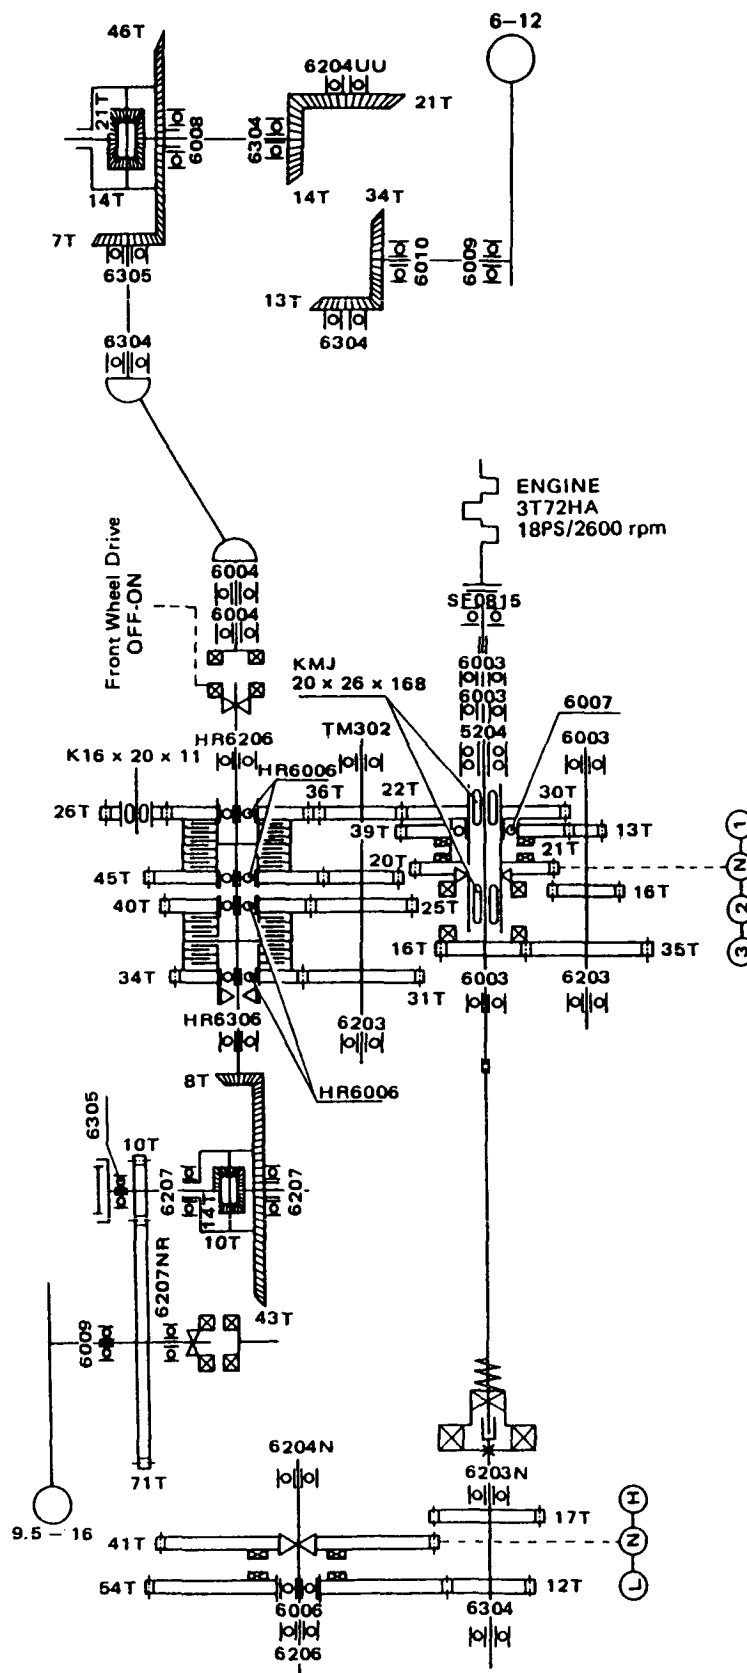 46T
6-12
6204UU
21T
21T
6008
6304
14T
14T
34T
7T
6305
6010
6009
13T
6304
6304
ENGINE
3T72HA
18PS/2600 rpm
Front Wheel Drive
OFF-ON
6004
6004
SF0815
KMJ
20 x 26 x 168
6003
6003
5204
6007
6003
TM302
HR6206
K16 x 20 x 11
HR6006
26T
36T
22T
30T
39T
13T
1
20T
21T
N
45T
16T
40T
25T
2
16T
35T
3
34T
31T
6003
6203
HR6306
6203
8T
HR6006
6305
10T
6207
14T
6207
10T
6207NR
43T
6009
6204N
6203N
71T
9.5 - 16
17T
H
41T
N
54T
12T
L
6006
6304
6206